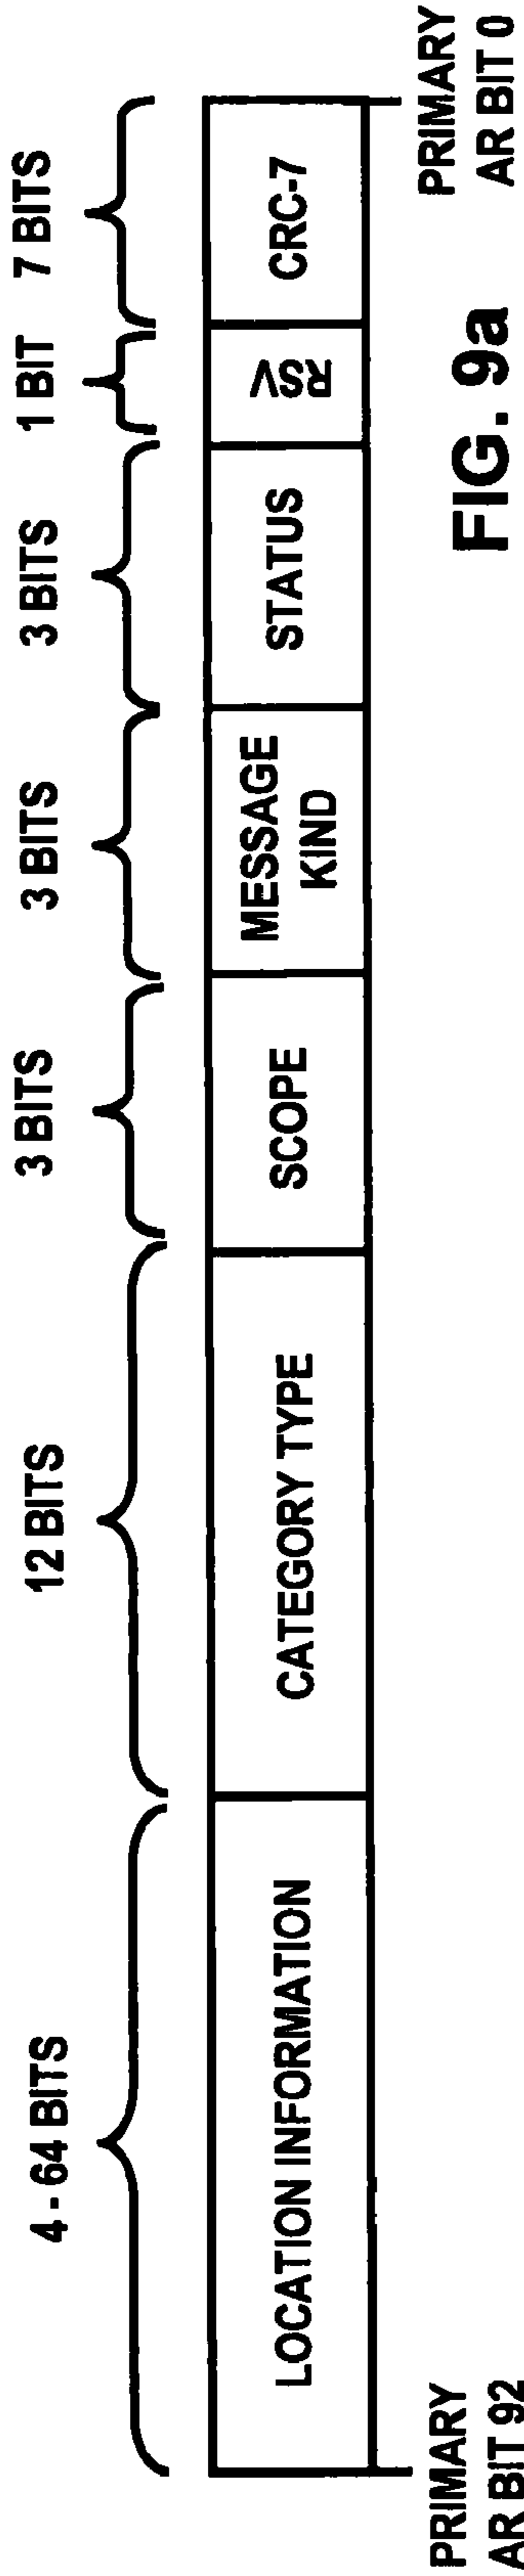 4 - 64 BITS
12 BITS
3 BITS
3 BITS
3 BITS
1 BIT
7 BITS
LOCATION INFORMATION
CATEGORY TYPE
SCOPE
MESSAGE
KIND
STATUS
RSV
CRC-7
PRIMARY
AR BIT 92
PRIMARY
AR BIT 0
FIG. 9a